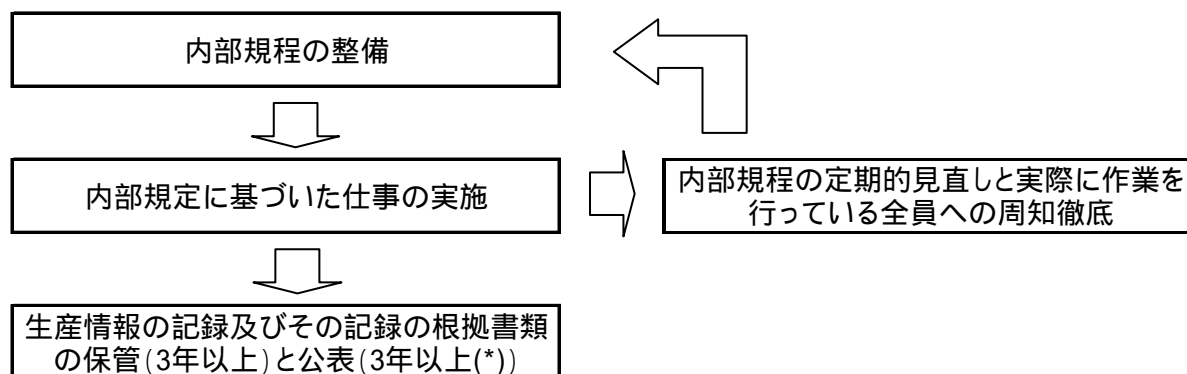 内部規程の整備
内部規定に基づいた仕事の実施
内部規程の定期的見直しと実際に作業を
行っている全員への周知徹底
生産情報の記録及びその記録の根拠書類
の保管(3年以上)と公表(3年以上(*))